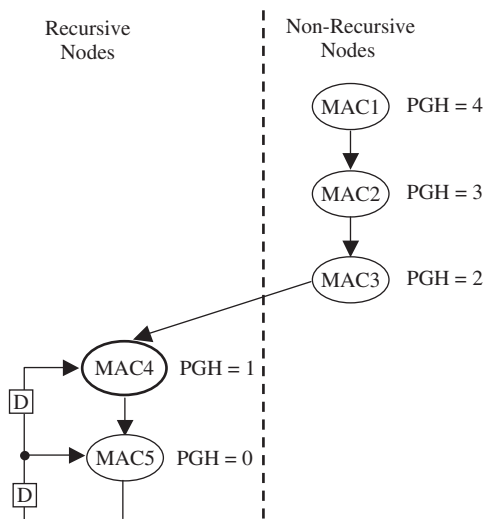 Recursive
Nodes
Non-Recursive
Nodes
MAC1 PGH = 4
MAC2 PGH = 3
MAC3 PGH = 2
MAC4 PGH = 1
D
MAC5 PGH = 0
D